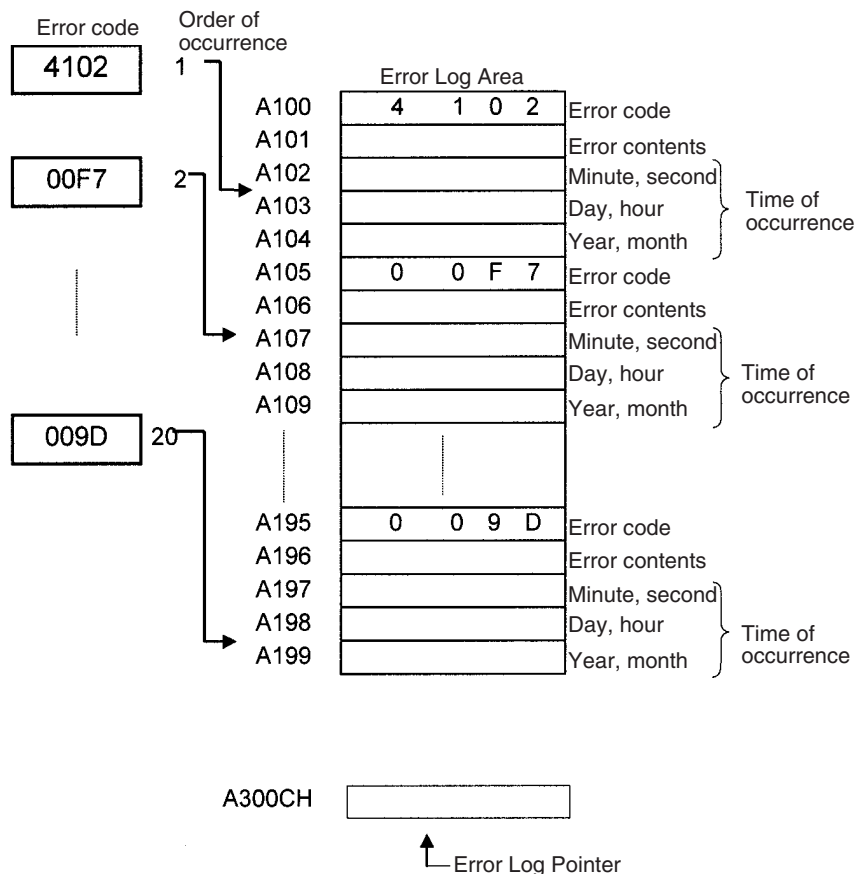 Error code
Order of
occurrence
4102 1
Error Log Area
A100 4 1 0 2 Error code
A101 Error contents
00F7 2
A102 Minute, second
A103 Day, hour
A104 Year, month
Time of
occurrence
A105 0 0 F 7 Error code
A106 Error contents
A107 Minute, second
A108 Day, hour
A109 Year, month
Time of
occurrence
009D 20
A195 0 0 9 D Error code
A196 Error contents
A197 Minute, second
A198 Day, hour
A199 Year, month
Time of
occurrence
A300CH
Error Log Pointer